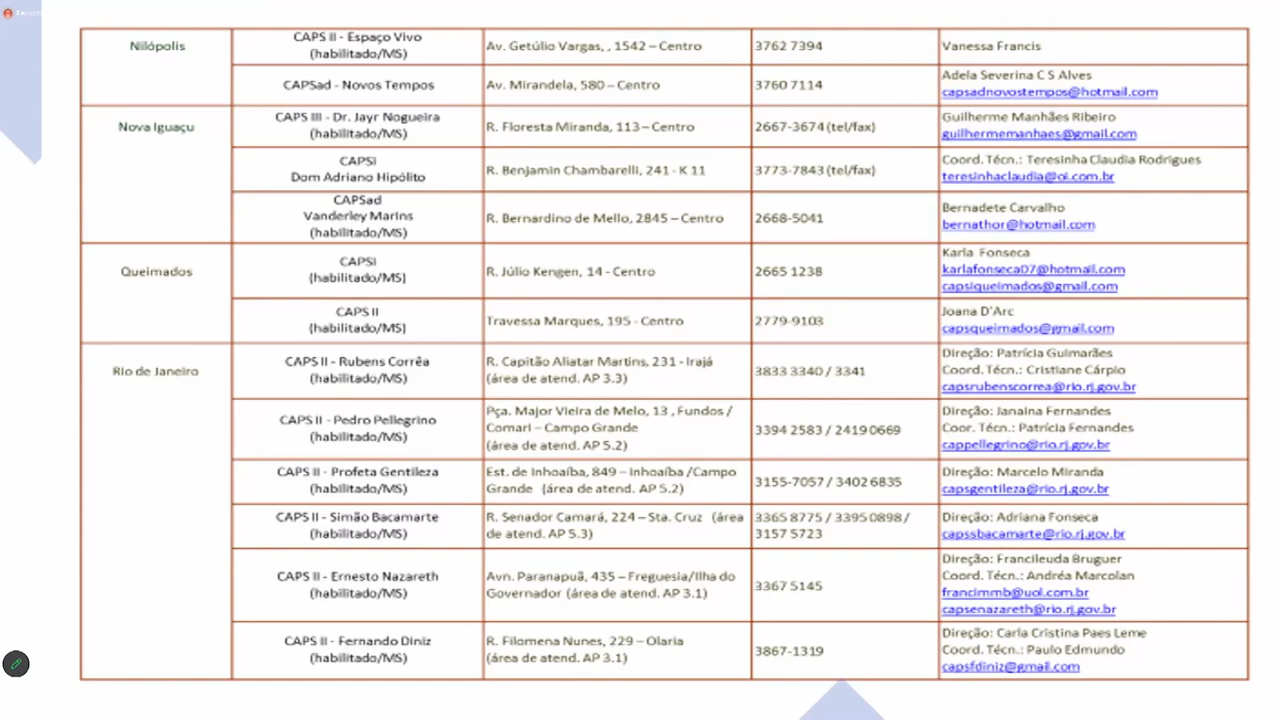 Nilópolis
CAPS II - Espaço Vivo
(habilitado/MS)
Av. Getúlio Vargas, , 1542 – Centro
3762 7394
Vanessa Francis
CAPSad - Novos Tempos
Av. Mirandela, 580 – Centro
3760 7114
Adela Severina C S Alves
capsadnovostempos@hotmail.com
Nova Iguaçu
CAPS III - Dr. Jayr Nogueira
(habilitado/MS)
R. Floresta Miranda, 113– Centro
2667-3674 (tel/fax)
Guilherme Manhães Ribeiro
guilhermemanhaes@gmail.com
CAPSI
Dom Adriano Hipólito
R. Benjamin Chambarelli, 241 - K 11
3773-7843 (tel/fax)
Coord. Técn.: Teresinha Claudia Rodrigues
teresinhaclaudia@oi.com.br
CAPSad
Vanderley Marins
(habilitado/MS)
R. Bernardino de Mello, 2845 – Centro
2668-5041
Bernadete Carvalho
bernathor@hotmail.com
Queimados
CAPSI
(habilitado/MS)
R. Júlio Kengen, 14 - Centro
2665 1238
Karla Fonseca
karlafonseca07@hotmail.com
capsiqueimados@gmail.com
CAPS II
(habilitado/MS)
Travessa Marques, 195 - Centro
2779-9103
Joana D'Arc
capsqueimados@gmail.com
Rio de Janeiro
CAPS II - Rubens Corrêa
(habilitado/MS)
R. Capitão Aliatar Martins, 231 - Irajá
(área de atend. AP 3.3)
3833 3340 / 3341
Direção: Patrícia Guimarães
Coord. Técn.: Cristiane Cárpio
capsrubenscorrea@rio.rj.gov.br
CAPS II - Pedro Pellegrino
(habilitado/MS)
Pça. Major Vieira de Melo, 13 , Fundos /
Comari – Campo Grande
(área de atend. AP 5.2)
3394 2583 / 2419 0669
Direção: Janaina Fernandes
Coor. Técn.: Patrícia Fernandes
cappellegrino@rio.rj.gov.br
CAPS II - Profeta Gentileza
(habilitado/MS)
Est. de Inhoaíba, 849 – Inhoaíba /Campo
Grande (área de atend. AP 5.2)
3155-7057 / 3402 6835
Direção: Marcelo Miranda
capsgentileza@rio.rj.gov.br
CAPS II - Simão Bacamarte
(habilitado/MS)
R. Senador Camará, 224 – Sta. Cruz (área
de atend. AP 5.3)
3365 8775 / 3395 0898 /
3157 5723
Direção: Adriana Fonseca
capssbacamarte@rio.rj.gov.br
CAPS II - Ernesto Nazareth
(habilitado/MS)
Avn. Paranapuã, 435 – Freguesia/Ilha do
Governador (área de atend. AP 3.1)
3367 5145
Direção: Francileuda Bruguer
Coord. Técn.: Andréa Marcolan
francimmb@uol.com.br
capsenazareth@rio.rj.gov.br
CAPS II - Fernando Diniz
(habilitado/MS)
R. Filomena Nunes, 229 – Olaria
(área de atend. AP 3.1)
3867-1319
Direção: Carla Cristina Paes Leme
Coord. Técn.: Paulo Edmundo
capsfdiniz@gmail.com